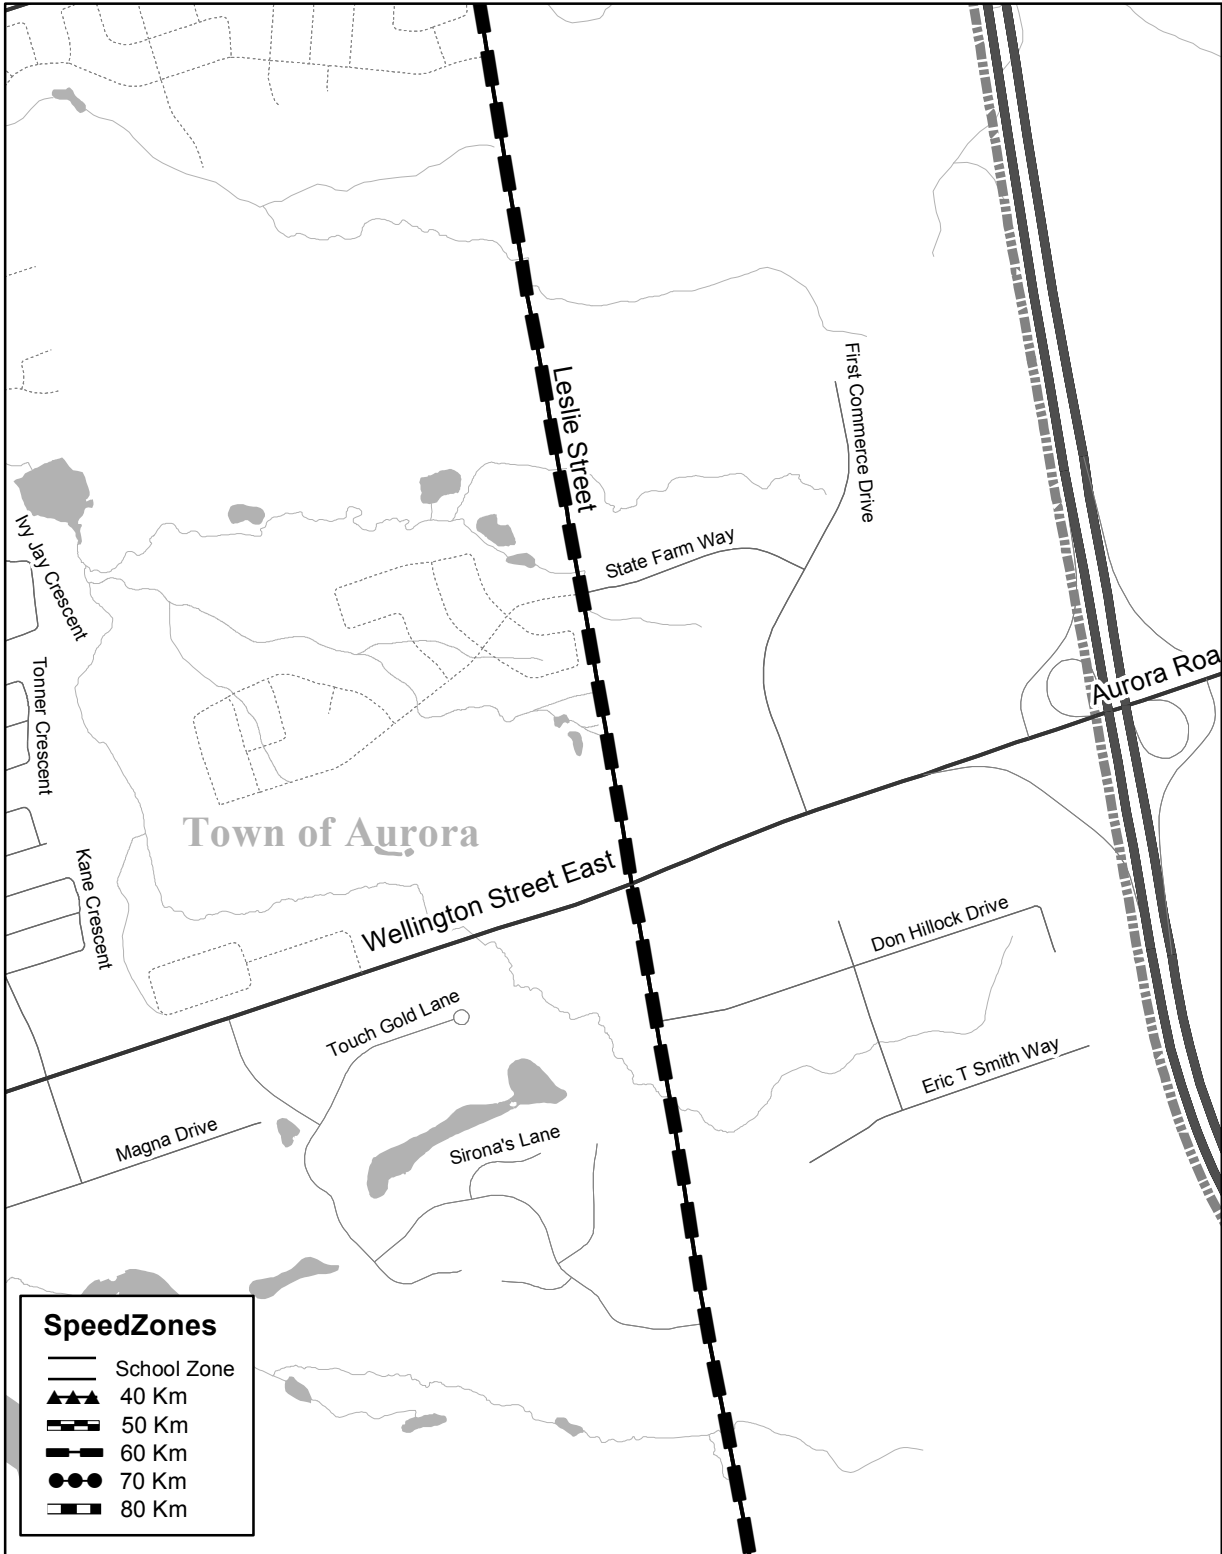 Leslie Street
First Commerce Drive
State Farm Way
Ivy Jay Crescent
Tonner Crescent
Aurora Roa
Town of Aurora
Kane Crescent
Wellington Street East
Don Hillock Drive
Touch Gold Lane
Eric T Smith Way
Magna Drive
Sirona's Lane
SpeedZones
School Zone
40 Km
50 Km
60 Km
70 Km
80 Km